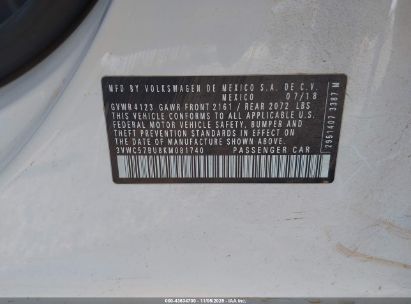 MFD BY VOLKSWAGEN DE MEXICO S.A. DE C.V.
MEXICO 07/18
GVWR 4123 GAWR FRONT 2161 / REAR 2072 LBS
THIS VEHICLE CONFORMS TO ALL APPLICABLE U.S.
FEDERAL MOTOR VEHICLE SAFETY, BUMPER AND
THEFT PREVENTION STANDARDS IN EFFECT ON
THE DATE OF MANUFACTURE SHOWN ABOVE.
3VWC57BU8KM081740 PASSENGER CAR
2951407 3387 M